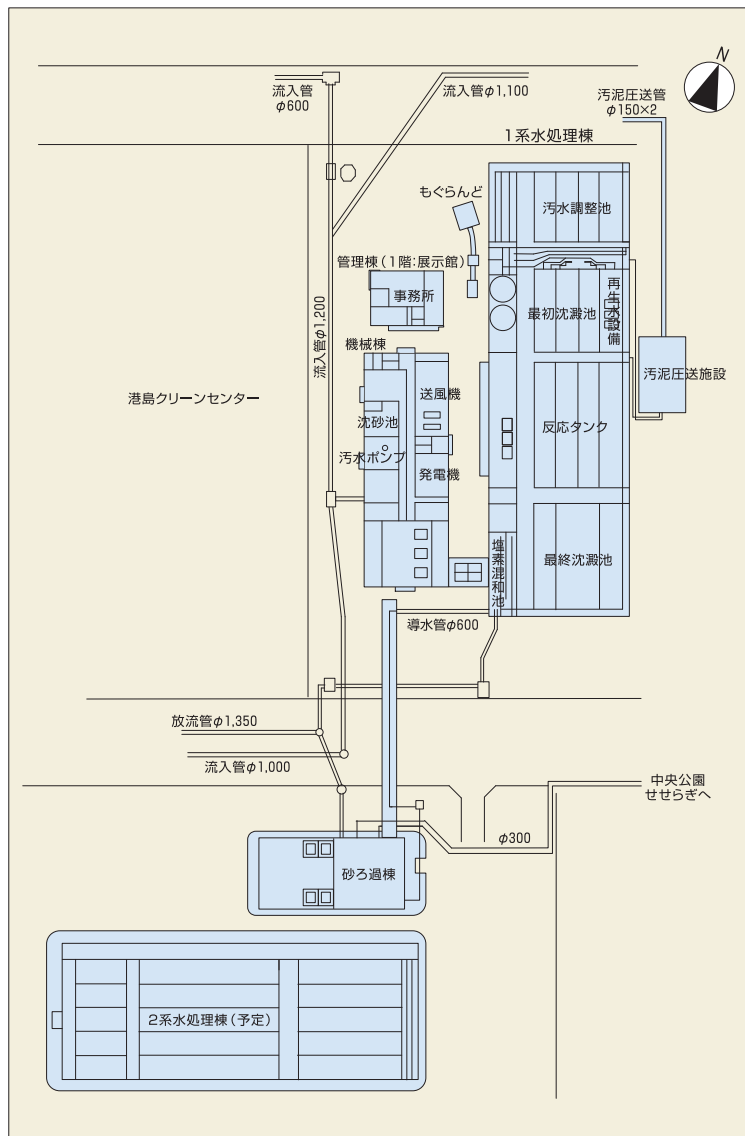 N
流入管
φ600
流入管φ1,100
汚泥圧送管
φ150×2
1系水処理棟
もぐらんど
汚水調整池
管理棟(1階:展示館)
事務所
最初沈澱池
再生水設備
流入管φ1,200
機械棟
汚泥圧送施設
送風機
港島クリーンセンター
沈砂池
反応タンク
汚水ポンプ
発電機
塩素混和池
最終沈澱池
導水管φ600
放流管φ1,350
流入管φ1,000
中央公園
せせらぎへ
φ300
砂ろ過棟
2系水処理棟(予定)